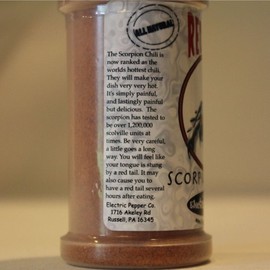 ALL NATURAL
RE
The Scorpion Chili is
now ranked as the
worlds hottest chili.
They will make your
dish very very hot.
It's simply painful,
and lastingly painful
but delicious. The
scorpion has tested to
be over 1,200,000
scolville units at
times. Be very careful,
a little goes a long
way. You will feel like
your tongue is stung
by a red tail. It may
also cause you to
have a red tail several
hours after eating.
SCORP
Electric Pepper Co.
1716 Akeley Rd
Russell, PA 16345